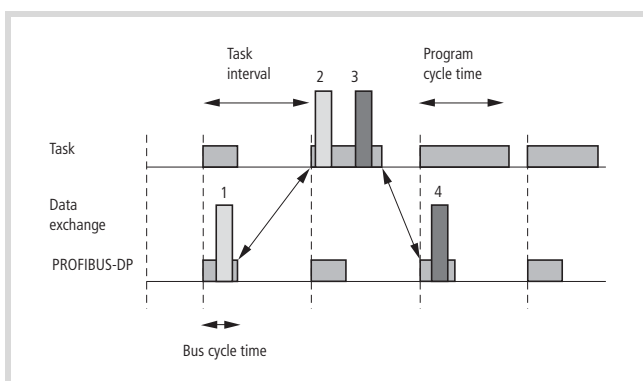 Task
interval
2 3
Program
cycle time
Task
Data
exchange
1
4
PROFIBUS-DP
Bus cycle time